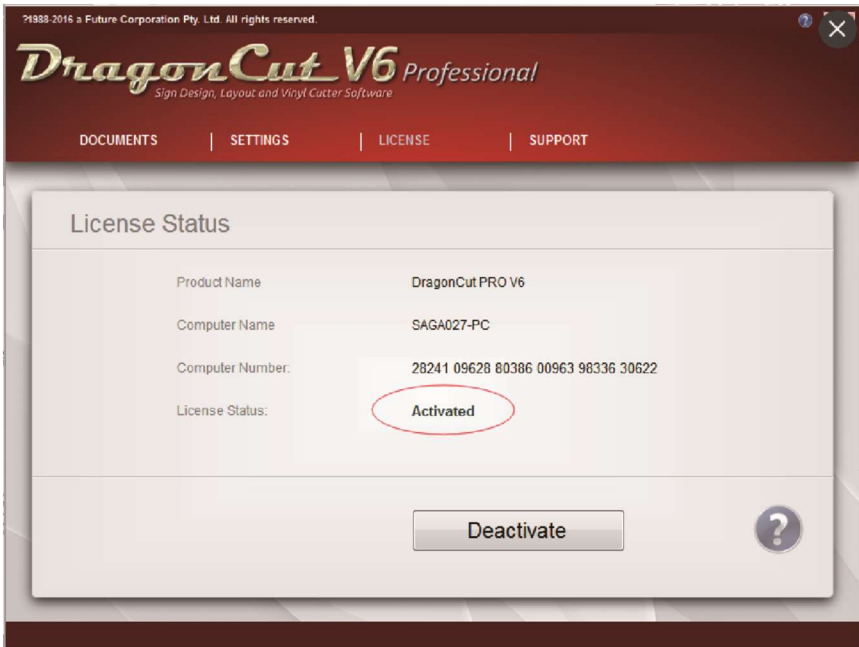 ?1988-2016 a Future Corporation Pty. Ltd. All rights reserved.
?
DragonCut V6 Professional
Sign Design, Layout and Vinyl Cutter Software
DOCUMENTS | SETTINGS | LICENSE | SUPPORT
License Status
Product Name DragonCut PRO V6
Computer Name SAGA027-PC
Computer Number: 28241 09628 80386 00963 98336 30622
License Status: Activated
Deactivate
?